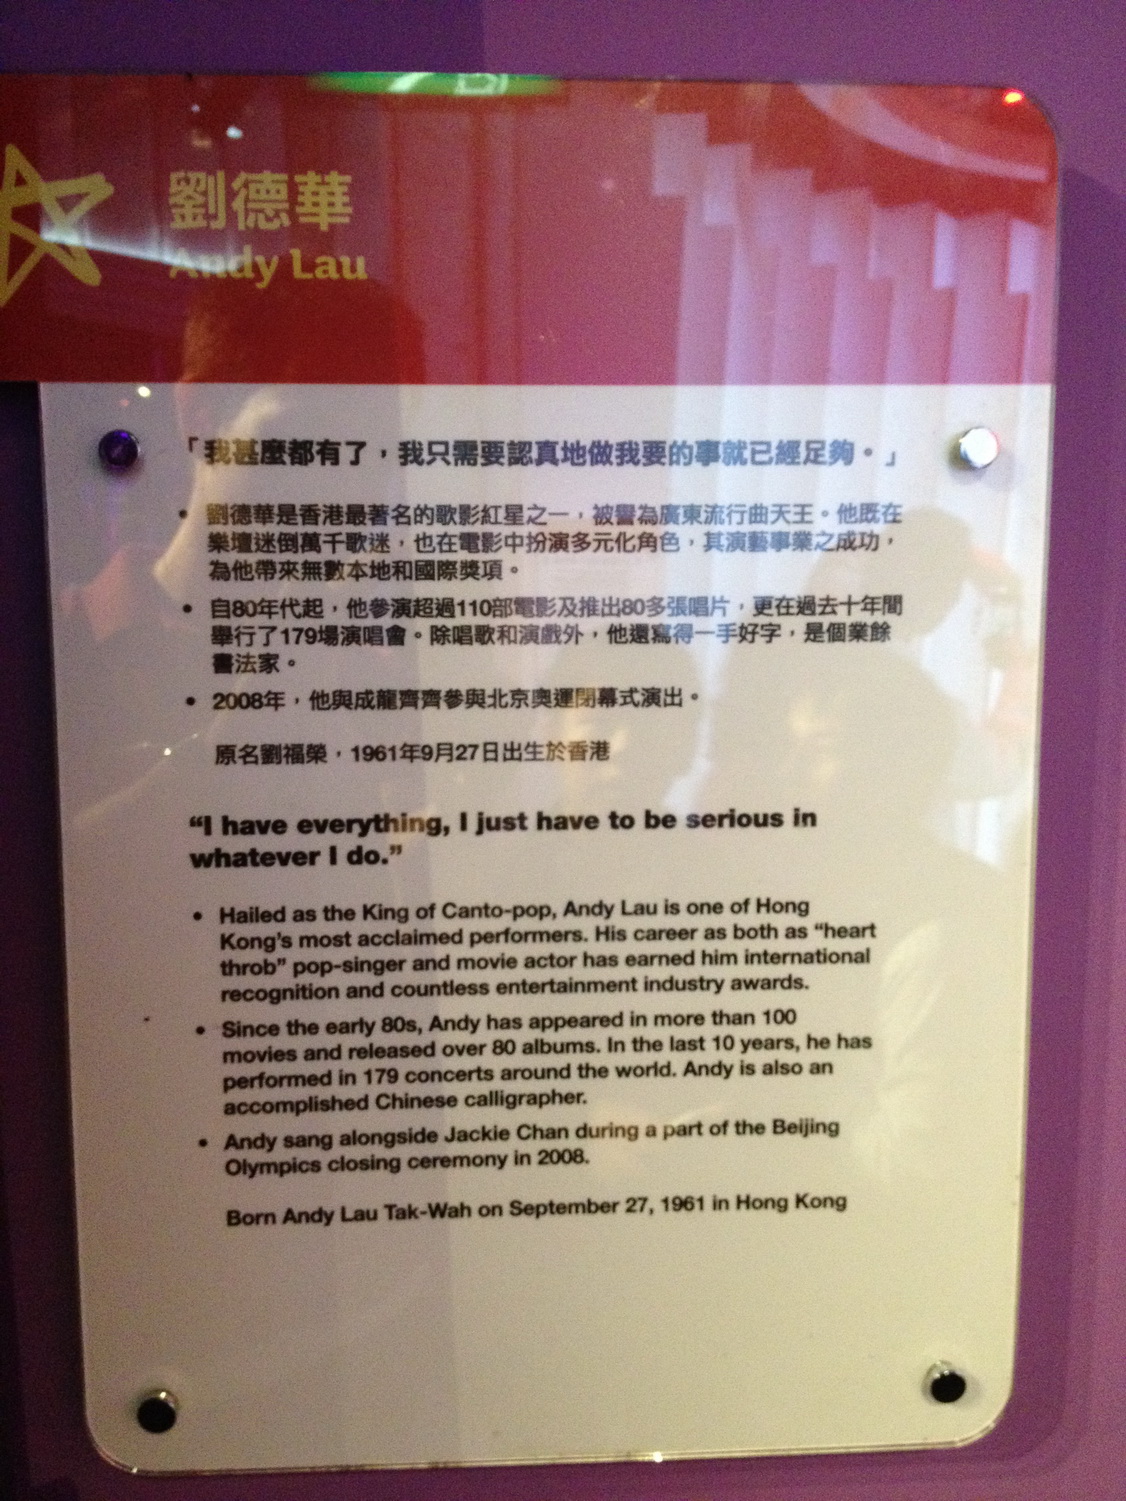 劉德華
Andy Lau
「我甚麼都有了，我只需要認真地做我要的事就已經足夠。」
• 劉德華是香港最著名的歌影紅星之一，被譽為廣東流行曲天王。他既在
樂壇迷倒萬千歌迷，也在電影中扮演多元化角色，其演藝事業之成功，
為他帶來無數本地和國際獎項。
• 自80年代起，他參演超過110部電影及推出80多張唱片，更在過去十年間
舉行了179場演唱會。除唱歌和演戲外，他還寫得一手好字，是個業餘
書法家。
• 2008年，他與成龍齊齊參與北京奧運閉幕式演出。
原名劉福榮，1961年9月27日出生於香港
“I have everything, I just have to be serious in
whatever I do.”
• Hailed as the King of Canto-pop, Andy Lau is one of Hong
Kong’s most acclaimed performers. His career as both as “heart
throb” pop-singer and movie actor has earned him international
recognition and countless entertainment industry awards.
• Since the early 80s, Andy has appeared in more than 100
movies and released over 80 albums. In the last 10 years, he has
performed in 179 concerts around the world. Andy is also an
accomplished Chinese calligrapher.
• Andy sang alongside Jackie Chan during a part of the Beijing
Olympics closing ceremony in 2008.
Born Andy Lau Tak-Wah on September 27, 1961 in Hong Kong